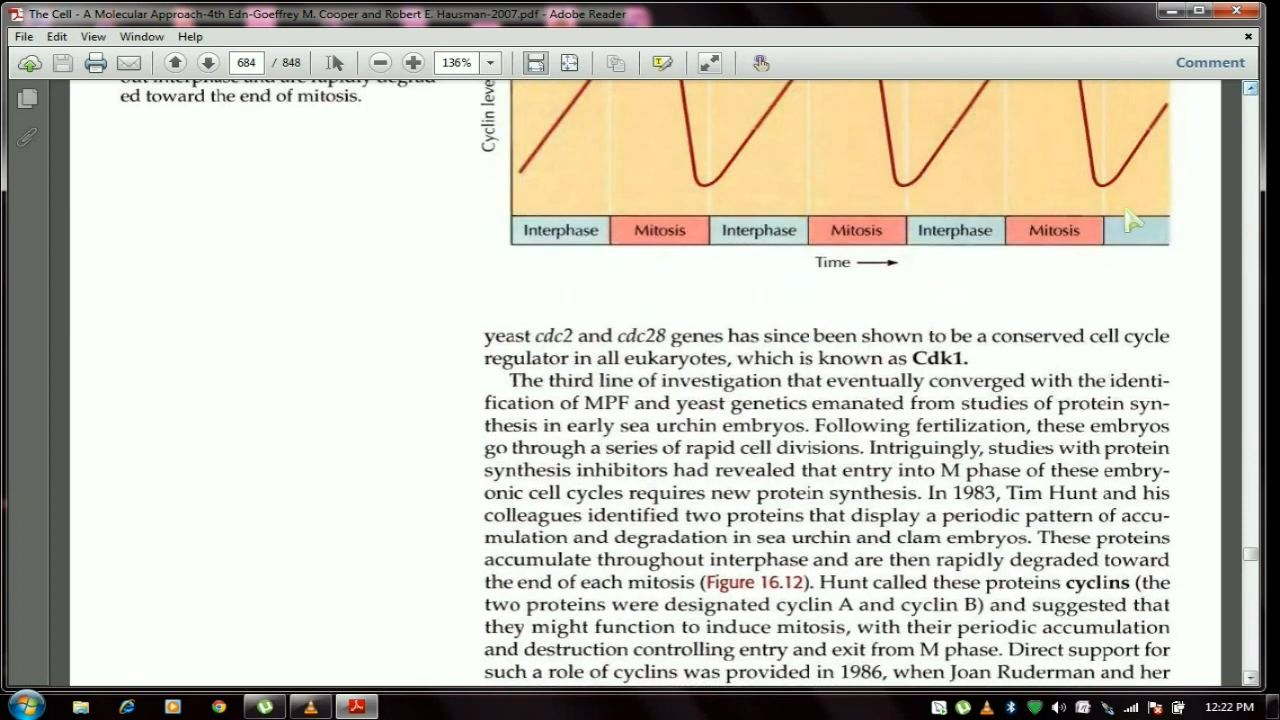 The Cell - A Molecular Approach-4th Edn-Goeffrey M. Cooper and Robert E. Hausman-2007.pdf - Adobe Reader
File Edit View Window Help
684 / 848 136% Comment
out interphase and are rapidly degrad
ed toward the end of mitosis.
Cyclin leve
Interphase Mitosis Interphase Mitosis Interphase Mitosis
Time
yeast cdc2 and cdc28 genes has since been shown to be a conserved cell cycle
regulator in all eukaryotes, which is known as Cdk1.
The third line of investigation that eventually converged with the identi-
fication of MPF and yeast genetics emanated from studies of protein syn-
thesis in early sea urchin embryos. Following fertilization, these embryos
go through a series of rapid cell divisions. Intriguingly, studies with protein
synthesis inhibitors had revealed that entry into M phase of these embry-
onic cell cycles requires new protein synthesis. In 1983, Tim Hunt and his
colleagues identified two proteins that display a periodic pattern of accu-
mulation and degradation in sea urchin and clam embryos. These proteins
accumulate throughout interphase and are then rapidly degraded toward
the end of each mitosis (Figure 16.12). Hunt called these proteins cyclins (the
two proteins were designated cyclin A and cyclin B) and suggested that
they might function to induce mitosis, with their periodic accumulation
and destruction controlling entry and exit from M phase. Direct support for
such a role of cyclins was provided in 1986, when Joan Ruderman and her
12:22 PM